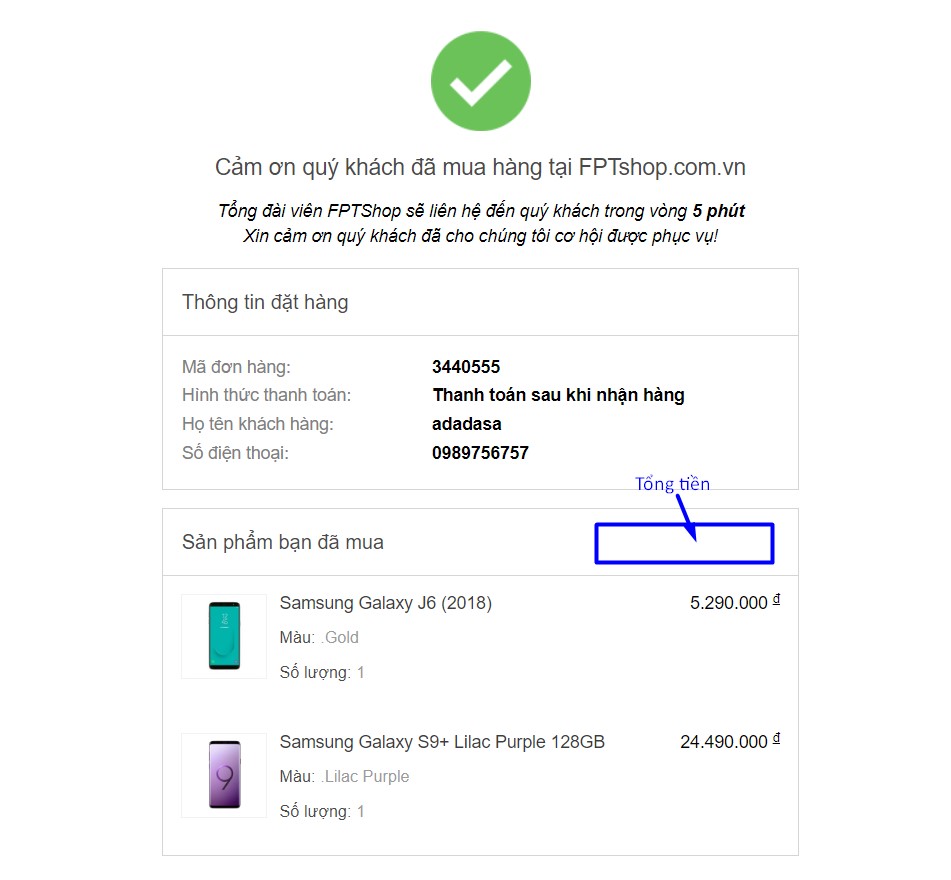 Cảm ơn quý khách đã mua hàng tại FPTshop.com.vn
Tổng đài viên FPTShop sẽ liên hệ đến quý khách trong vòng 5 phút
Xin cảm ơn quý khách đã cho chúng tôi cơ hội được phục vụ!
Thông tin đặt hàng
Mã đơn hàng: 3440555
Hình thức thanh toán: Thanh toán sau khi nhận hàng
Họ tên khách hàng: adadasa
Số điện thoại: 0989756757
Tổng tiền
Sản phẩm bạn đã mua
Samsung Galaxy J6 (2018) 5.290.000 ₫
Màu: .Gold
Số lượng: 1
Samsung Galaxy S9+ Lilac Purple 128GB 24.490.000 ₫
9
Màu: .Lilac Purple
Số lượng: 1